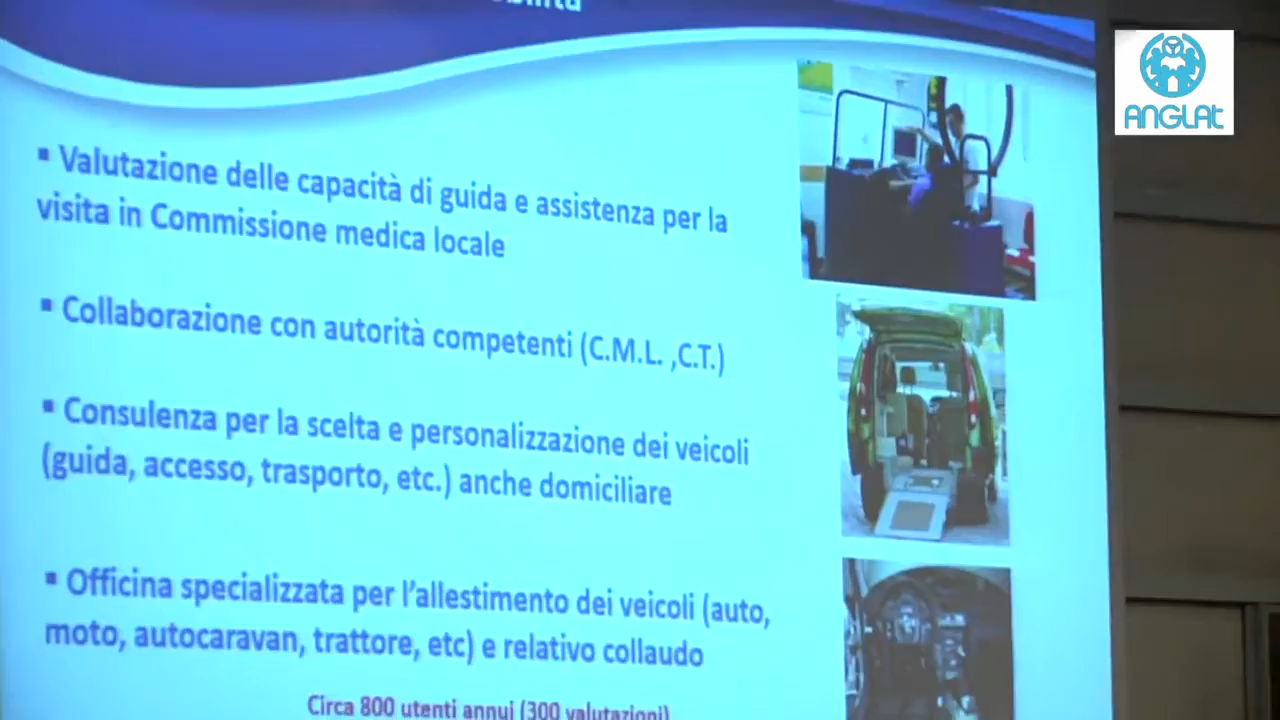 ANGLAt
▪ Valutazione delle capacità di guida e assistenza per la
visita in Commissione medica locale
▪ Collaborazione con autorità competenti (C.M.L. ,C.T.)
▪ Consulenza per la scelta e personalizzazione dei veicoli
(guida, accesso, trasporto, etc.) anche domiciliare
▪ Officina specializzata per l'allestimento dei veicoli (auto,
moto, autocaravan, trattore, etc) e relativo collaudo
Circa 800 utenti annui (300 valutazioni)